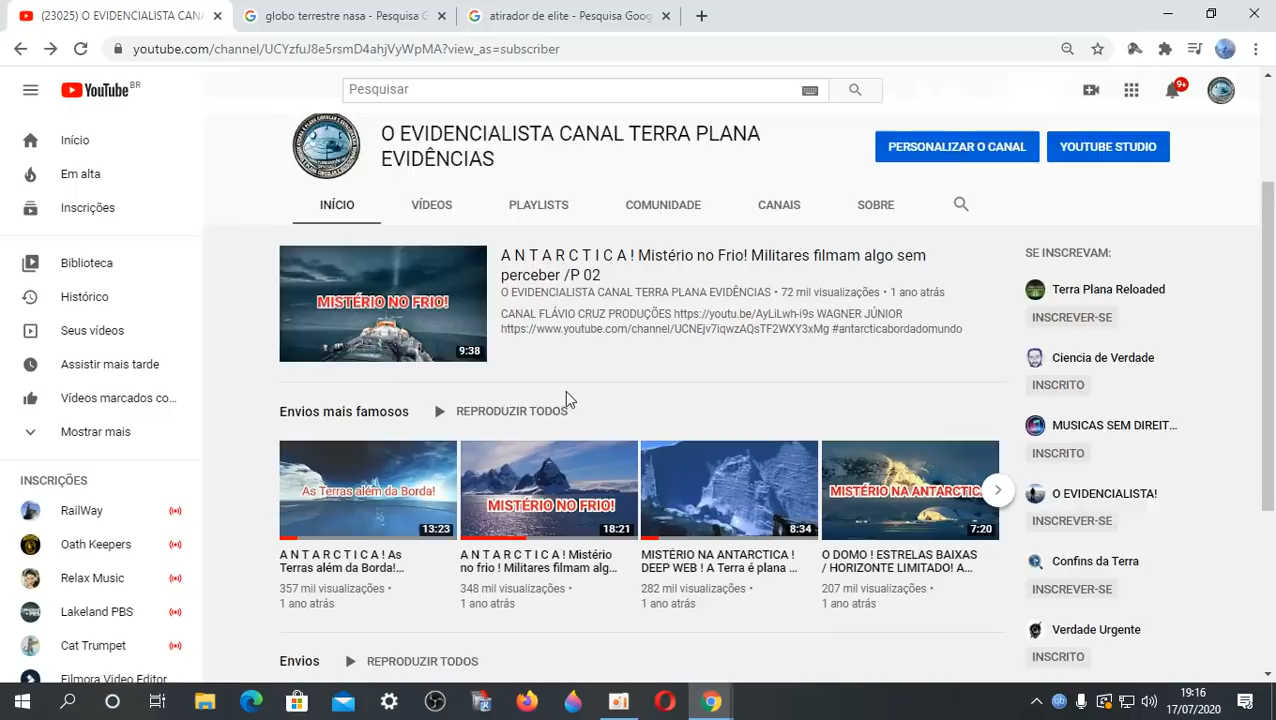 (23025) O EVIDENCIALISTA CANA
globo terrestre nasa - Pesquisa G
atirador de elite - Pesquisa Goog
youtube.com/channel/UCYzfuJ8e5rsmD4ahjVyWpMA?view_as=subscriber
YouTube BR
Pesquisar
9+
Início
Em alta
Inscrições
Biblioteca
Histórico
Seus vídeos
Assistir mais tarde
Vídeos marcados co...
Mostrar mais
INSCRIÇÕES
RailWay
Oath Keepers
Relax Music
Lakeland PBS
Cat Trumpet
Filmora Video Editor
O EVIDENCIALISTA CANAL TERRA PLANA
EVIDÊNCIAS
PERSONALIZAR O CANAL
YOUTUBE STUDIO
INÍCIO
VÍDEOS
PLAYLISTS
COMUNIDADE
CANAIS
SOBRE
MISTÉRIO NO FRIO!
9:38
A N T A R C T I C A ! Mistério no Frio! Militares filmam algo sem
perceber /P 02
O EVIDENCIALISTA CANAL TERRA PLANA EVIDÊNCIAS • 72 mil visualizações • 1 ano atrás
CANAL FLÁVIO CRUZ PRODUÇÕES https://youtu.be/AyLiLwh-i9s WAGNER JÚNIOR
https://www.youtube.com/channel/UCNEjv7iqwzAQsTF2WXY3xMg #antarcticabordadomundo
Envios mais famosos
REPRODUZIR TODOS
As Terras além da Borda!
13:23
A N T A R C T I C A ! As
Terras além da Borda!...
357 mil visualizações •
1 ano atrás
MISTÉRIO NO FRIO!
18:21
A N T A R C T I C A ! Mistério
no frio ! Militares filmam alg...
348 mil visualizações •
1 ano atrás
8:34
MISTÉRIO NA ANTARCTICA !
DEEP WEB ! A Terra é plana ...
282 mil visualizações •
1 ano atrás
MISTÉRIO NA ANTARCTIC
7:20
O DOMO ! ESTRELAS BAIXAS
/ HORIZONTE LIMITADO! A...
207 mil visualizações •
1 ano atrás
Envios
REPRODUZIR TODOS
SE INSCREVAM:
Terra Plana Reloaded
INSCREVER-SE
Ciencia de Verdade
INSCRITO
MUSICAS SEM DIREIT...
INSCRITO
O EVIDENCIALISTA!
INSCREVER-SE
Confins da Terra
INSCREVER-SE
Verdade Urgente
INSCRITO
19:16
17/07/2020